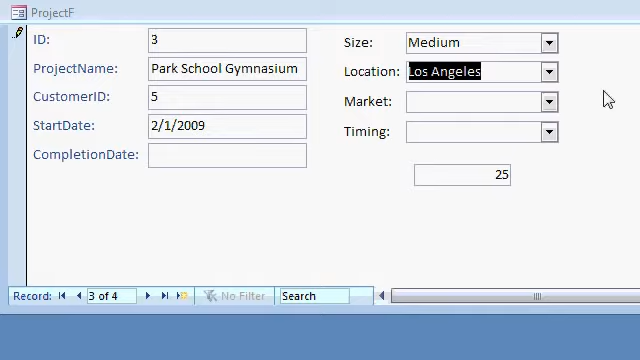 ProjectF
ID: 3
ProjectName: Park School Gymnasium
CustomerID: 5
StartDate: 2/1/2009
CompletionDate:
Size: Medium
Location: Los Angeles
Market:
Timing:
25
Record: 3 of 4 No Filter Search